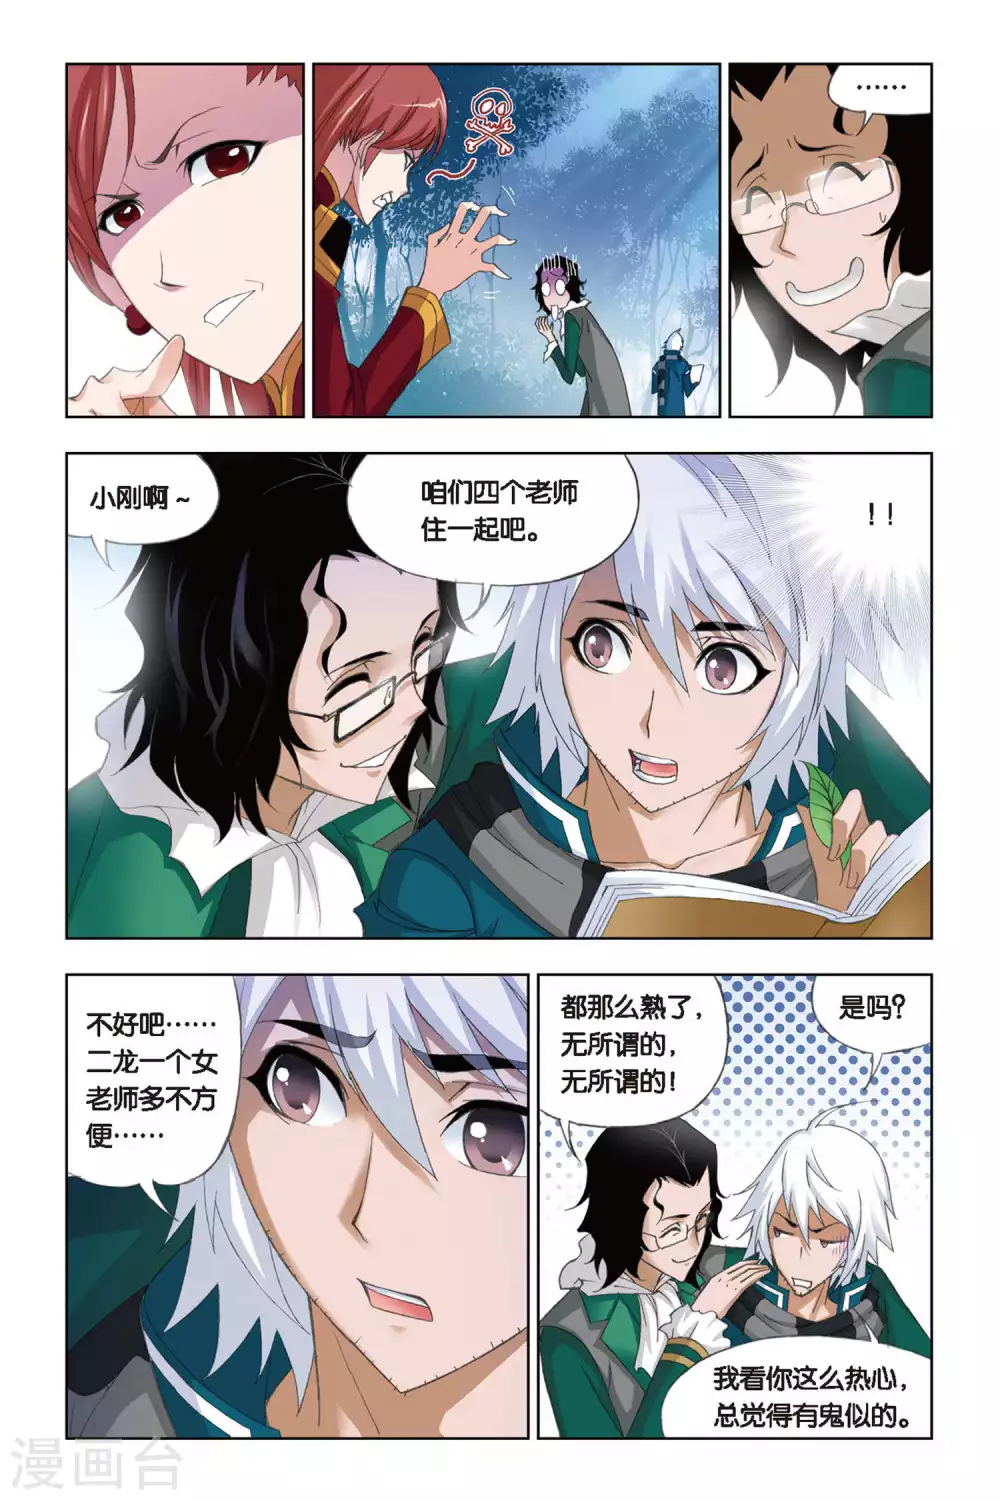 ······
小刚啊~
咱们四个老师
住一起吧。
!!
不好吧……
二龙一个女
老师多不方
便……
都那么熟了，
无所谓的，
无所谓的！
是吗？
我看你这么热心，
总觉得有鬼似的。
漫画台